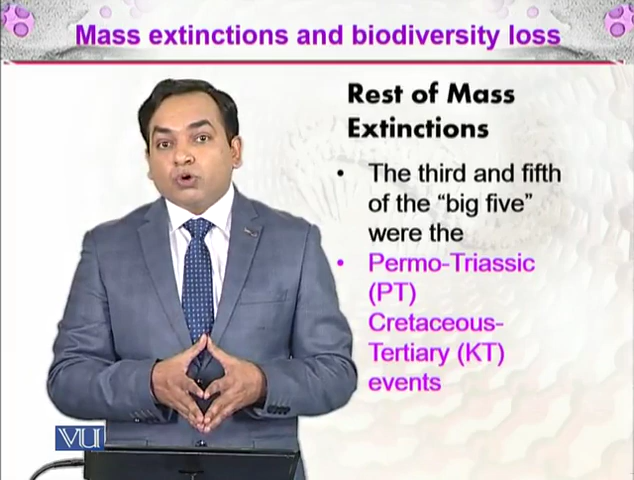 Mass extinctions and biodiversity loss
Rest of Mass
Extinctions
• The third and fifth
of the “big five”
were the
• Permo-Triassic
(PT)
Cretaceous-
Tertiary (KT)
events
VU